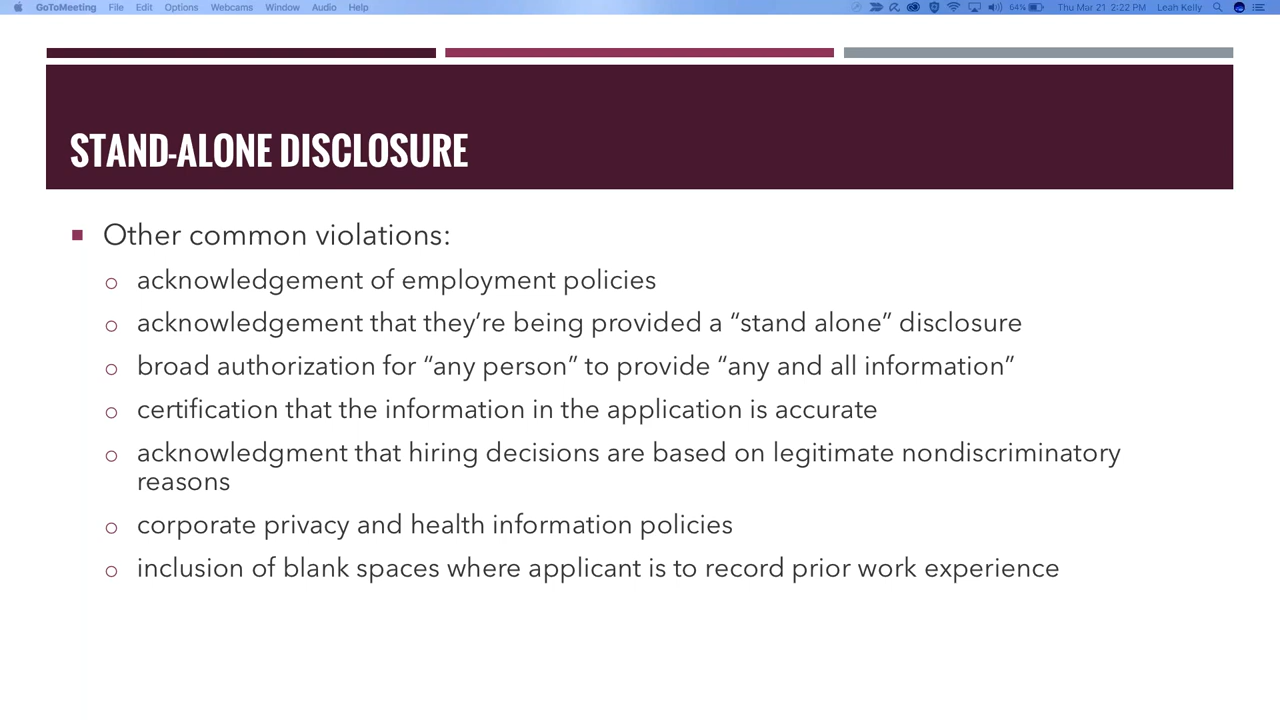 GoToMeeting File Edit Options Webcams Window Audio Help 64% Thu Mar 21 2:22 PM Leah Kelly
STAND-ALONE DISCLOSURE
Other common violations:
acknowledgement of employment policies
acknowledgement that they’re being provided a “stand alone” disclosure
broad authorization for “any person” to provide “any and all information”
certification that the information in the application is accurate
acknowledgment that hiring decisions are based on legitimate nondiscriminatory
reasons
corporate privacy and health information policies
inclusion of blank spaces where applicant is to record prior work experience